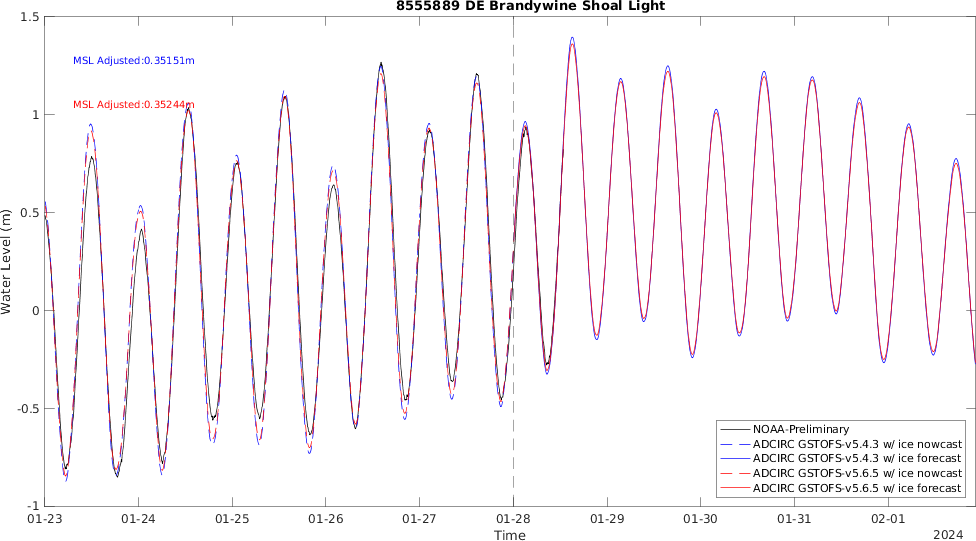 8555889 DE Brandywine Shoal Light
MSL Adjusted:0.35151m
MSL Adjusted:0.35244m
Water Level (m)
1.5
1
0.5
0
-0.5
-1
NOAA-Preliminary
ADCIRC GSTOFS-v5.4.3 w/ ice nowcast
ADCIRC GSTOFS-v5.4.3 w/ ice forecast
ADCIRC GSTOFS-v5.6.5 w/ ice nowcast
ADCIRC GSTOFS-v5.6.5 w/ ice forecast
01-23 01-24 01-25 01-26 01-27 01-28 01-29 01-30 01-31 02-01
Time
2024